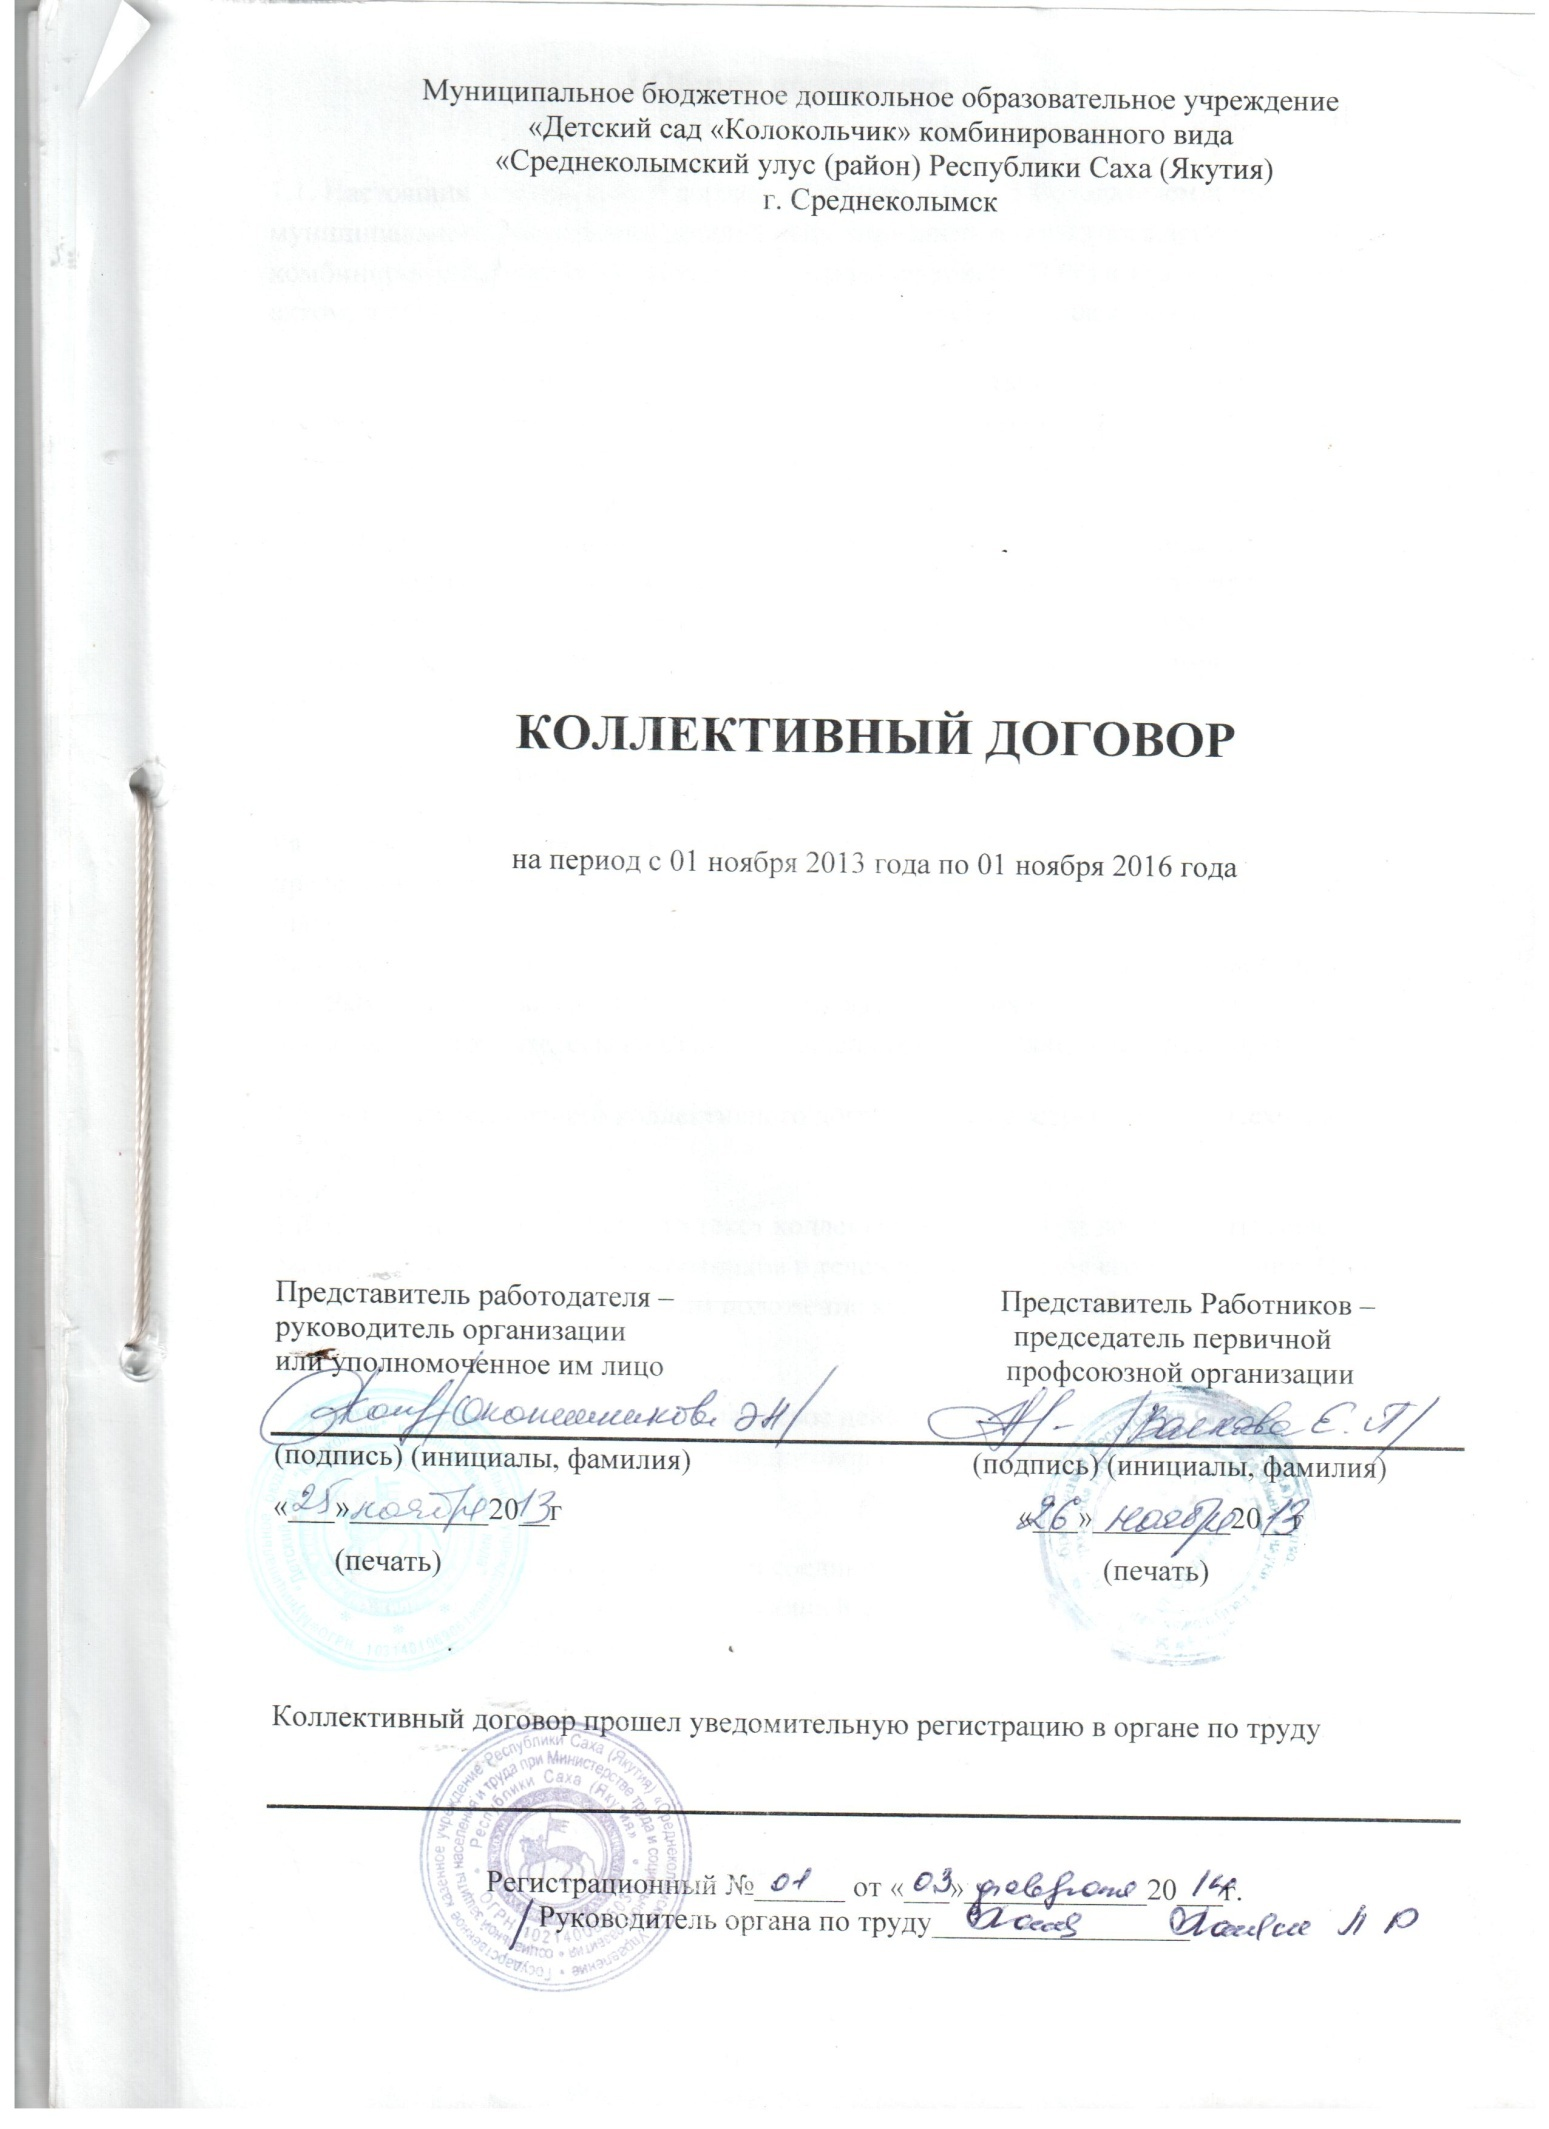 Муниципальное бюджетное дошкольное образовательное учреждение
«Детский сад «Колокольчик» комбинированного вида
«Среднеколымский улус (район) Республики Саха (Якутия)
г. Среднеколымск
КОЛЛЕКТИВНЫЙ ДОГОВОР
на период с 01 ноября 2013 года по 01 ноября 2016 года
Представитель работодателя –
руководитель организации
или уполномоченное им лицо
(подпись) (инициалы, фамилия)
«25» ноября 2013г
(печать)
Представитель Работников –
председатель первичной
профсоюзной организации
/Волкова Е. П/
(подпись) (инициалы, фамилия)
«26» ноября 2013г
(печать)
Коллективный договор прошел уведомительную регистрацию в органе по труду
Регистрационный № 01 от «03» февраля 2014г.
Руководитель органа по труду